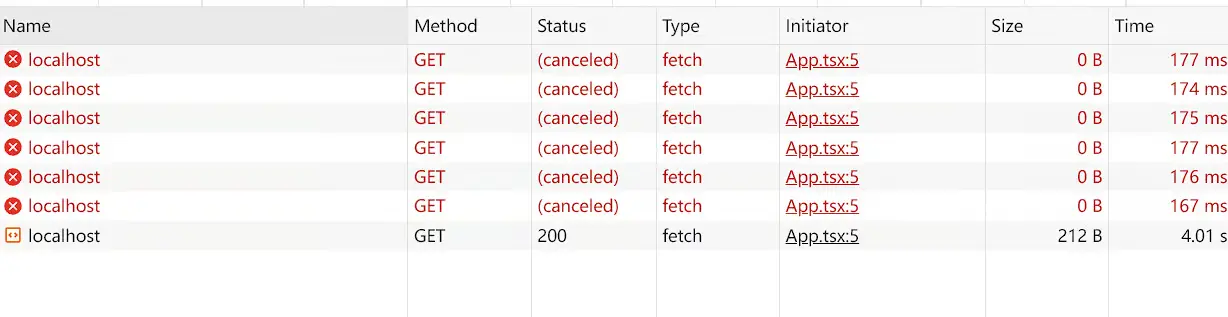 Name Method Status Type Initiator Size Time
localhost GET (canceled) fetch App.tsx:5 0 B 177 ms
localhost GET (canceled) fetch App.tsx:5 0 B 174 ms
localhost GET (canceled) fetch App.tsx:5 0 B 175 ms
localhost GET (canceled) fetch App.tsx:5 0 B 177 ms
localhost GET (canceled) fetch App.tsx:5 0 B 176 ms
localhost GET (canceled) fetch App.tsx:5 0 B 167 ms
localhost GET 200 fetch App.tsx:5 212 B 4.01 s